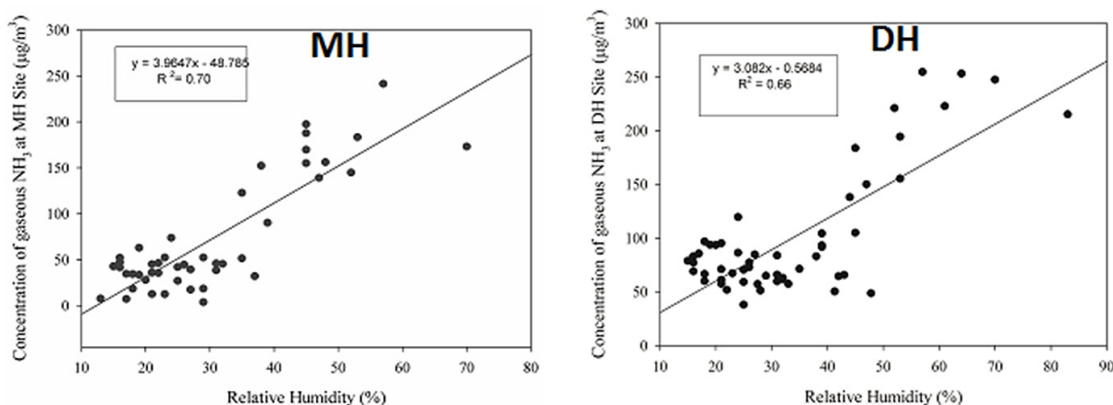 MH
y = 3.9647x - 48.785
R²= 0.70
Concentration of gaseous NH₃ at MH Site (µg/m³)
300
250
200
150
100
50
0
10 20 30 40 50 60 70 80
Relative Humidity (%)
DH
y = 3.082x - 0.5684
R² = 0.66
Concentration of gaseous NH₃ at DH Site (µg/m³)
300
250
200
150
100
50
0
10 20 30 40 50 60 70 80 90
Relative Humidity (%)